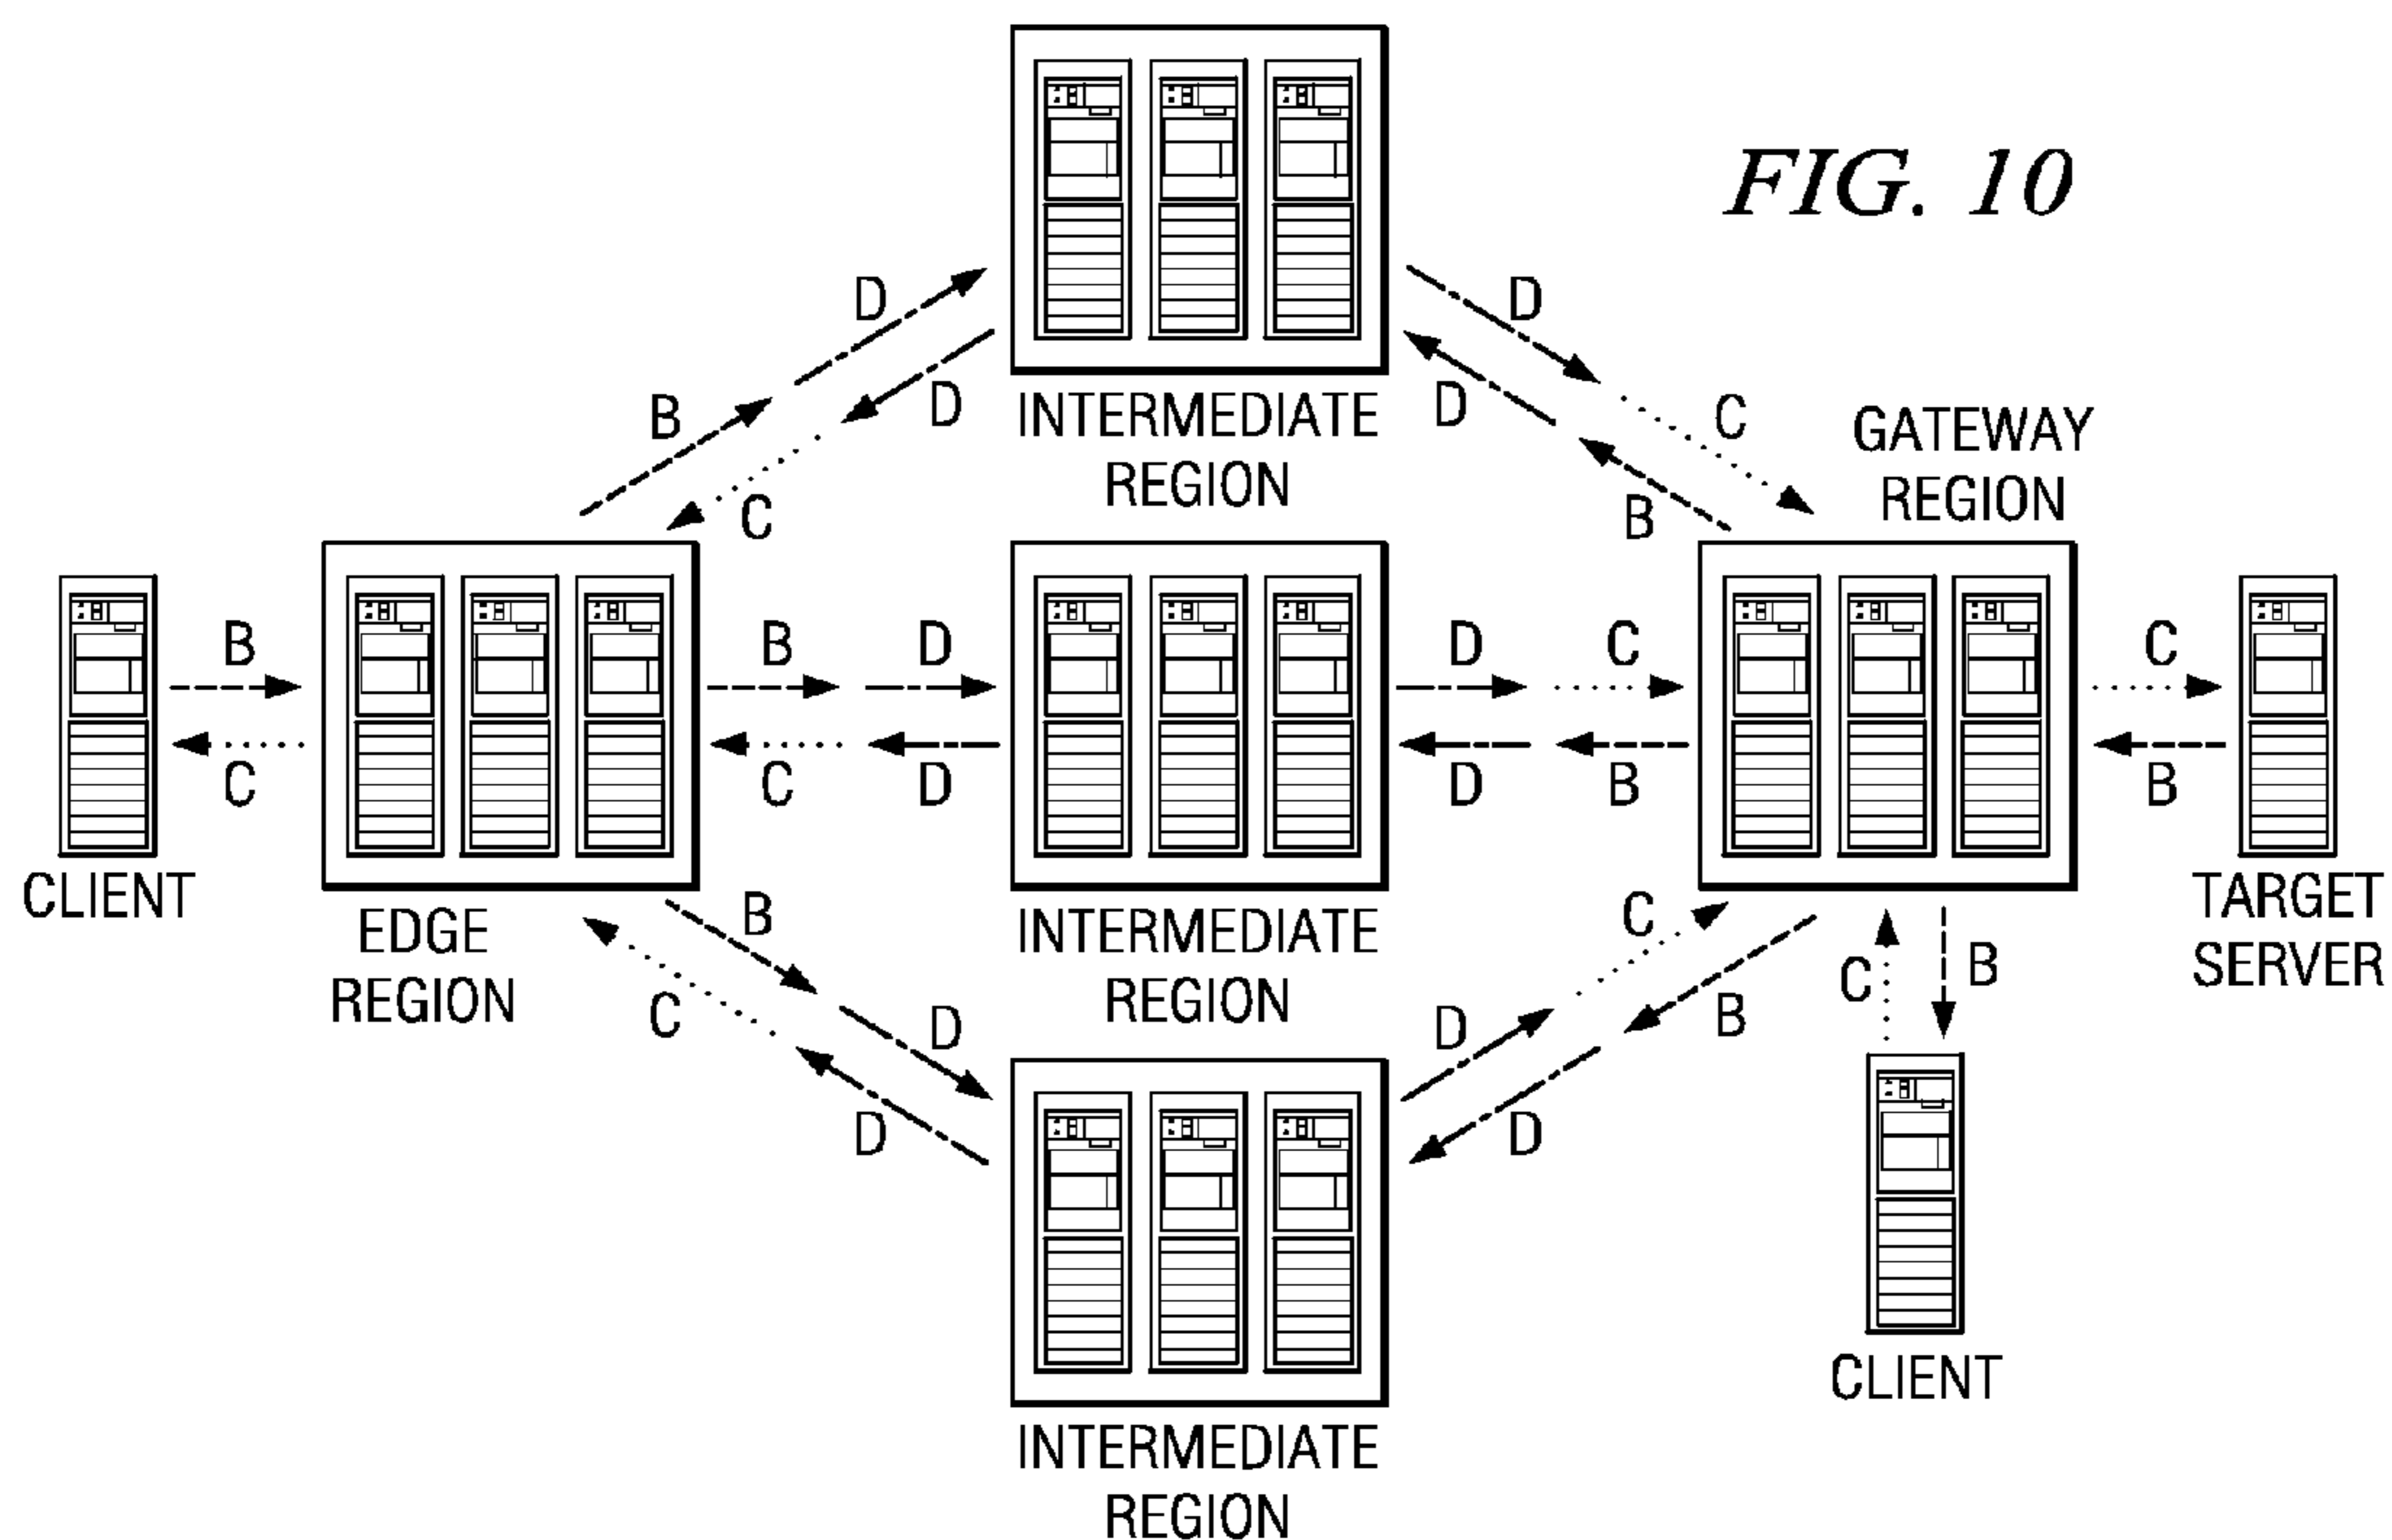 FIG. 10
D
D
B
D
D
C
INTERMEDIATE
REGION
GATEWAY
REGION
C
B
B
B
D
D
C
C
C
C
D
D
B
B
CLIENT
EDGE
REGION
INTERMEDIATE
REGION
TARGET
SERVER
B
C
C
B
C
B
D
D
D
D
INTERMEDIATE
REGION
CLIENT